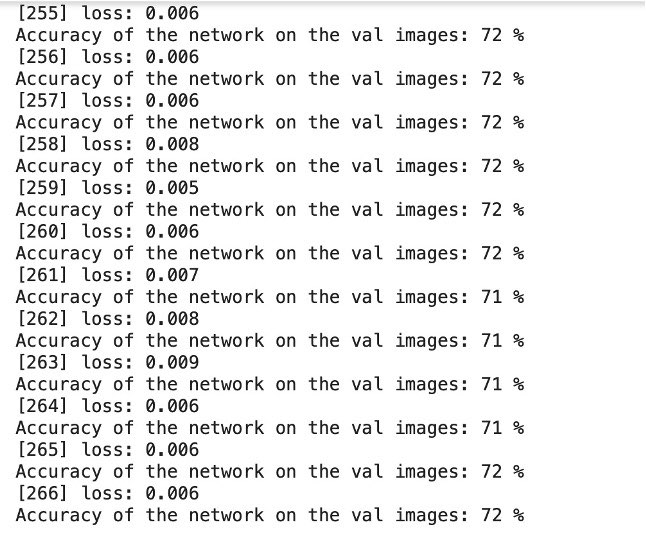 [255] loss: 0.006
Accuracy of the network on the val images: 72 %
[256] loss: 0.006
Accuracy of the network on the val images: 72 %
[257] loss: 0.006
Accuracy of the network on the val images: 72 %
[258] loss: 0.008
Accuracy of the network on the val images: 72 %
[259] loss: 0.005
Accuracy of the network on the val images: 72 %
[260] loss: 0.006
Accuracy of the network on the val images: 72 %
[261] loss: 0.007
Accuracy of the network on the val images: 71 %
[262] loss: 0.008
Accuracy of the network on the val images: 71 %
[263] loss: 0.009
Accuracy of the network on the val images: 71 %
[264] loss: 0.006
Accuracy of the network on the val images: 71 %
[265] loss: 0.006
Accuracy of the network on the val images: 72 %
[266] loss: 0.006
Accuracy of the network on the val images: 72 %